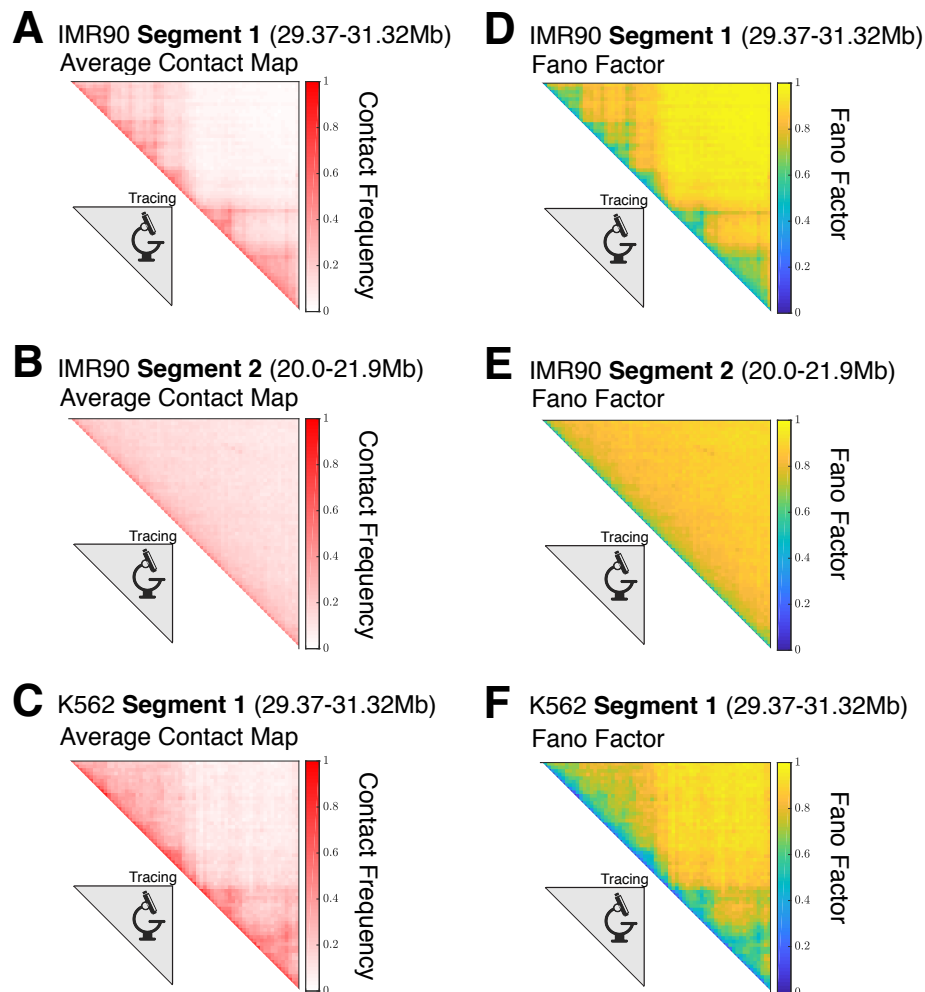 A IMR90 Segment 1 (29.37-31.32Mb)
Average Contact Map
1
0.8
0.6
0.4
0.2
0
Contact Frequency
Tracing
D IMR90 Segment 1 (29.37-31.32Mb)
Fano Factor
1
0.8
0.6
0.4
0.2
0
Fano Factor
Tracing
B IMR90 Segment 2 (20.0-21.9Mb)
Average Contact Map
1
0.8
0.6
0.4
0.2
0
Contact Frequency
Tracing
E IMR90 Segment 2 (20.0-21.9Mb)
Fano Factor
1
0.8
0.6
0.4
0.2
0
Fano Factor
Tracing
C K562 Segment 1 (29.37-31.32Mb)
Average Contact Map
1
0.8
0.6
0.4
0.2
0
Contact Frequency
Tracing
F K562 Segment 1 (29.37-31.32Mb)
Fano Factor
1
0.8
0.6
0.4
0.2
0
Fano Factor
Tracing